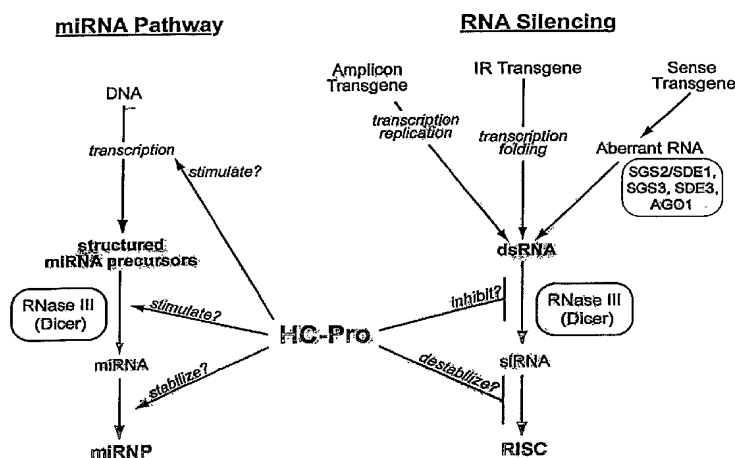 miRNA Pathway
DNA
transcription
stimulate?
structured
miRNA precursors
RNase III
(Dicer)
stimulate?
miRNA
stabilize?
miRNP
HC-Pro
RNA Silencing
Amplicon
Transgene
IR Transgene
Sense
Transgene
transcription
replication
transcription
folding
Aberrant RNA
SGS2/SDE1,
SGS3, SDE3,
AGO1
dsRNA
inhibit?
RNase III
(Dicer)
siRNA
destabilize?
RISC